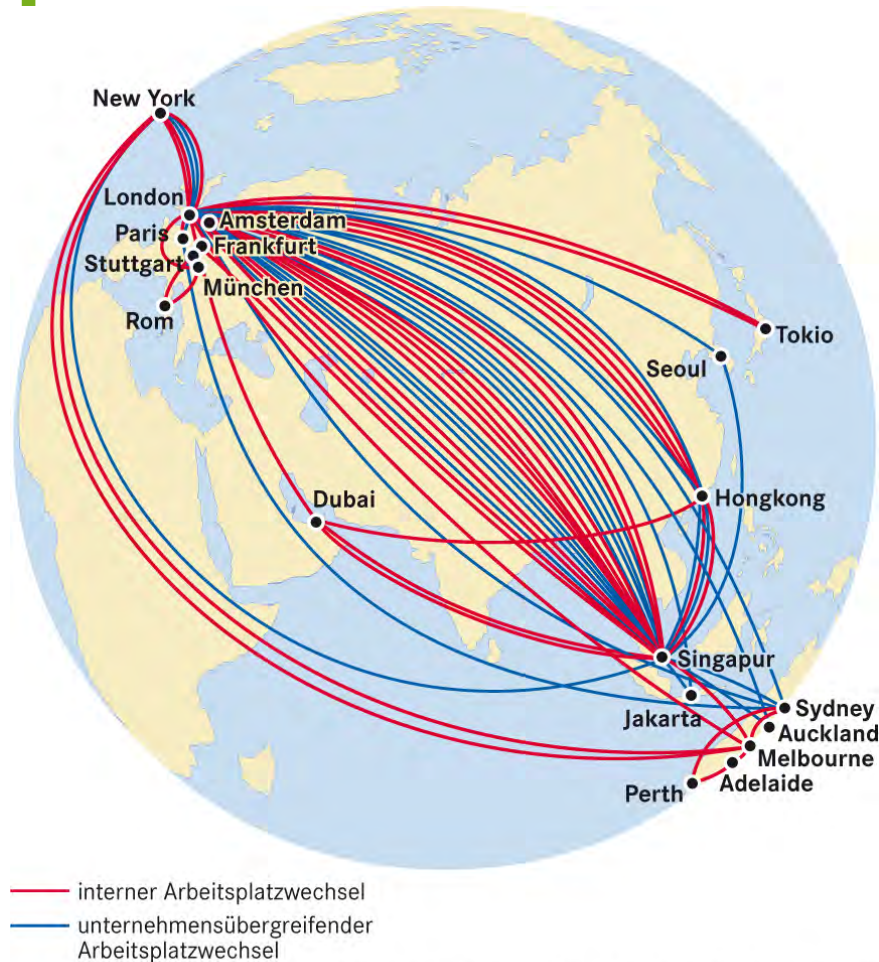 New York
London
Amsterdam
Paris
Frankfurt
Stuttgart
München
Rom
Tokio
Seoul
Dubai
Hongkong
Singapur
Jakarta
Sydney
Auckland
Melbourne
Adelaide
Perth
interner Arbeitsplatzwechsel
unternehmensübergreifender
Arbeitsplatzwechsel